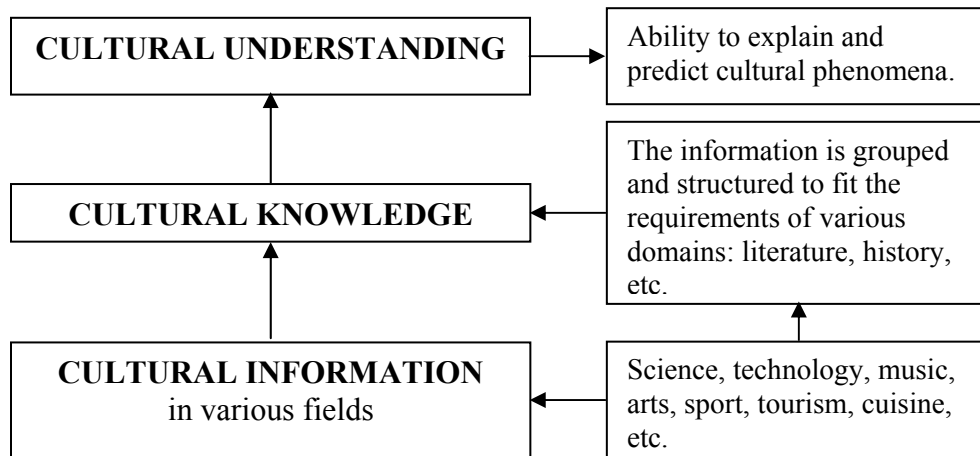 CULTURAL UNDERSTANDING
Ability to explain and
predict cultural phenomena.
CULTURAL KNOWLEDGE
The information is grouped
and structured to fit the
requirements of various
domains: literature, history,
etc.
CULTURAL INFORMATION
in various fields
Science, technology, music,
arts, sport, tourism, cuisine,
etc.